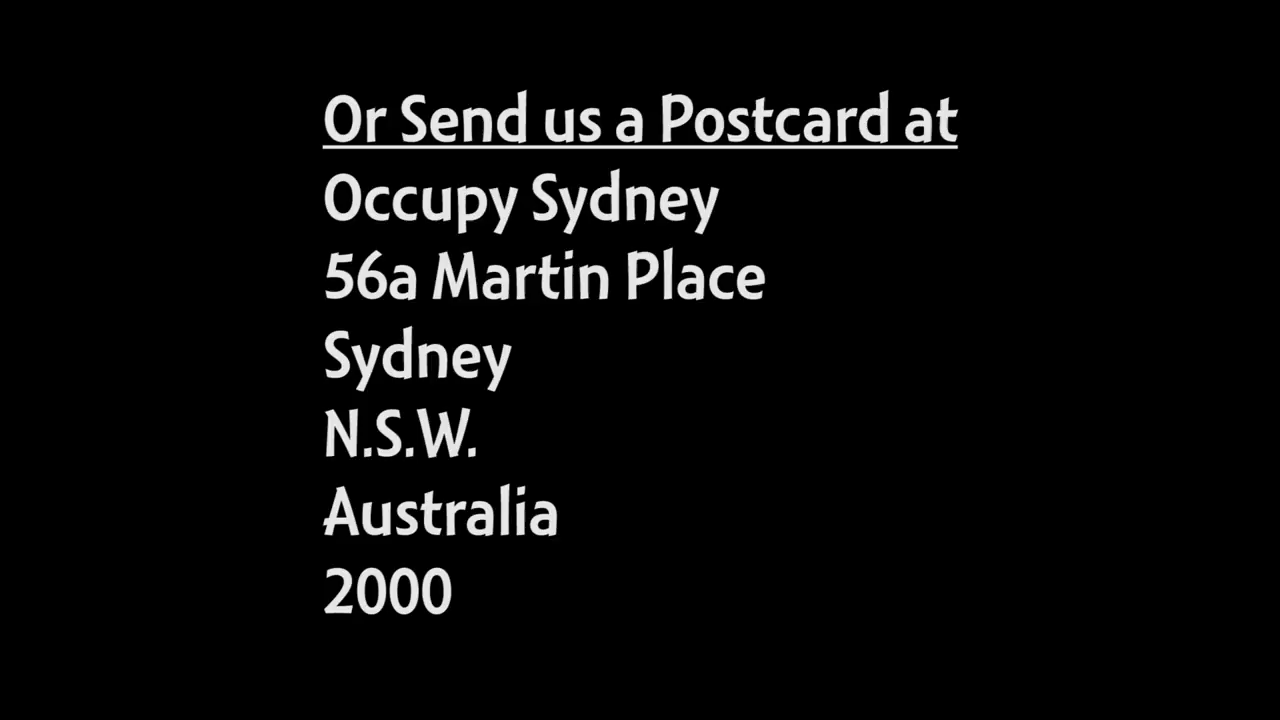 Or Send us a Postcard at
Occupy Sydney
56a Martin Place
Sydney
N.S.W.
Australia
2000